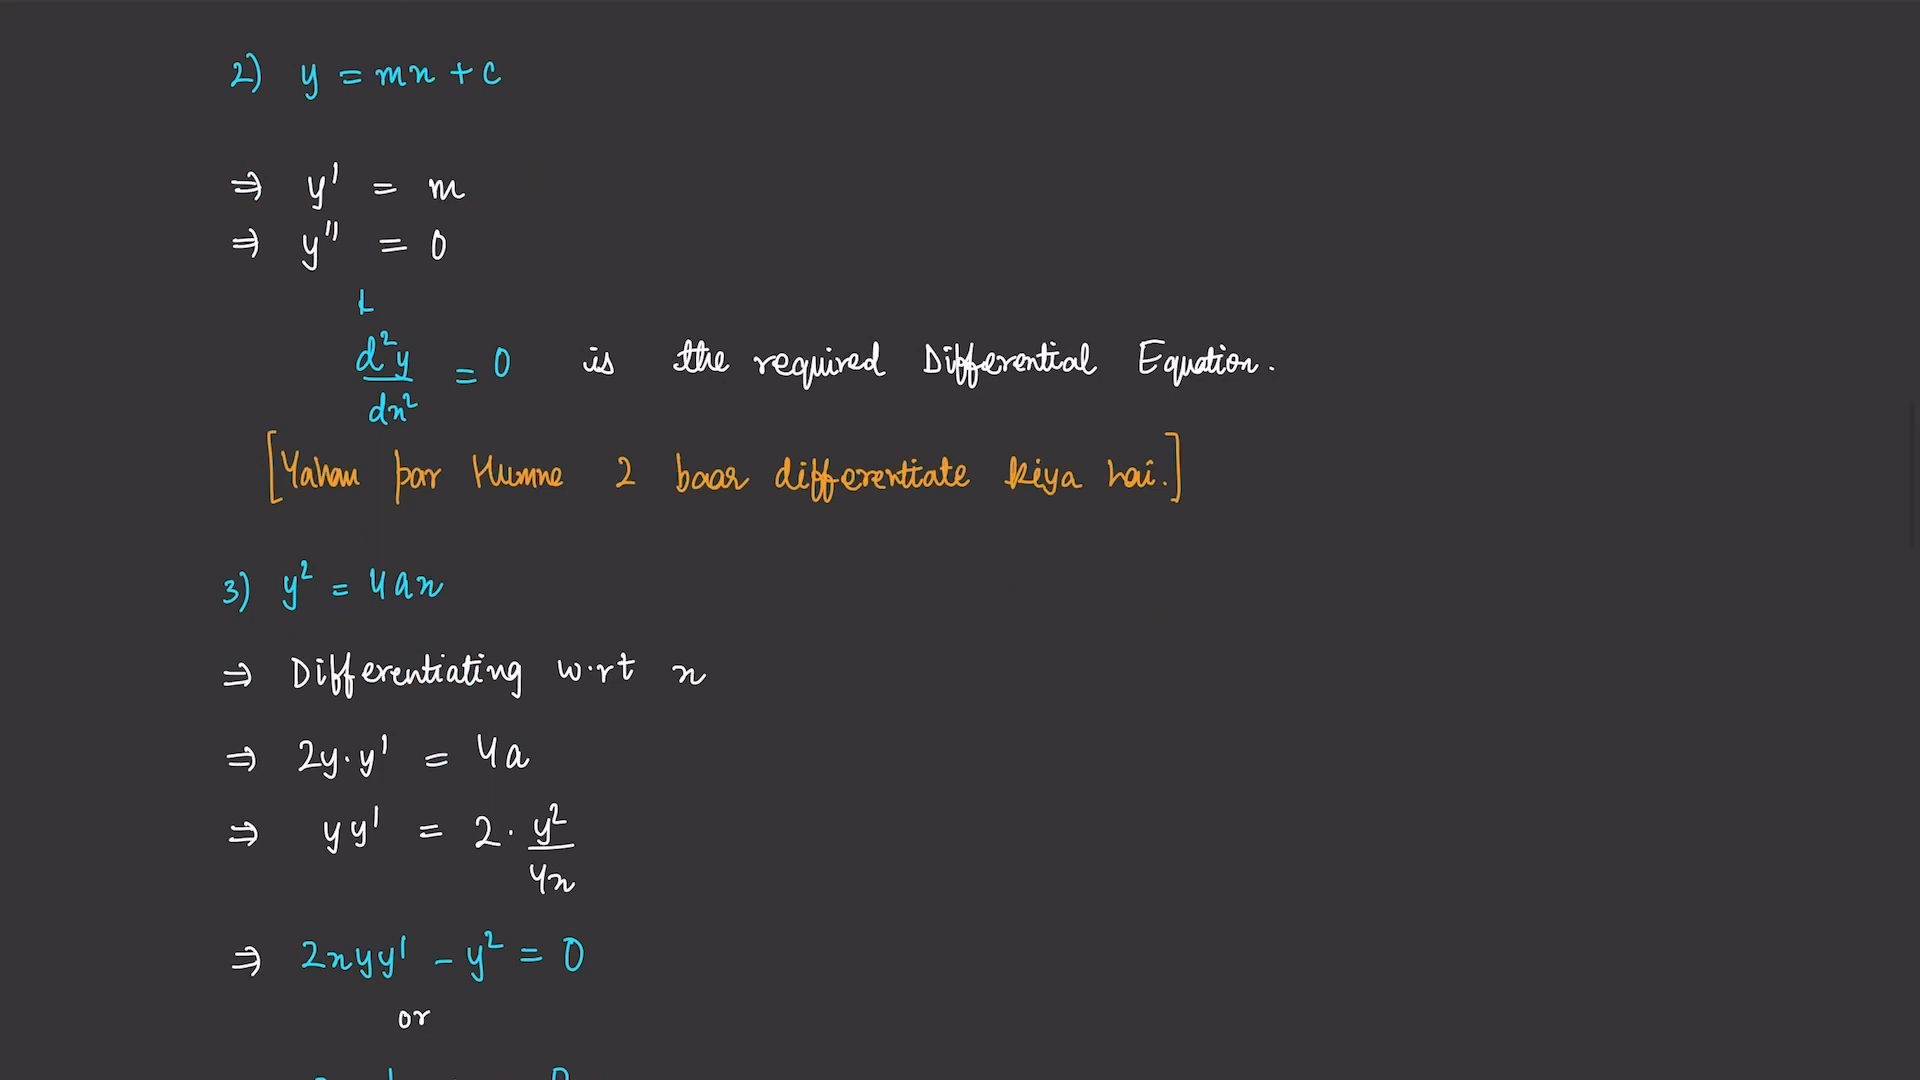 2) y = mx + c
⇒ y' = m
⇒ y" = 0
d²y/dx² = 0 is the required Differential Equation.
[Yahan par Humne 2 baar differentiate kiya hai.]
3) y² = 4ax
⇒ Differentiating w.r.t x
⇒ 2y·y' = 4a
⇒ yy' = 2 · y²/4x
⇒ 2xyy' - y² = 0
or